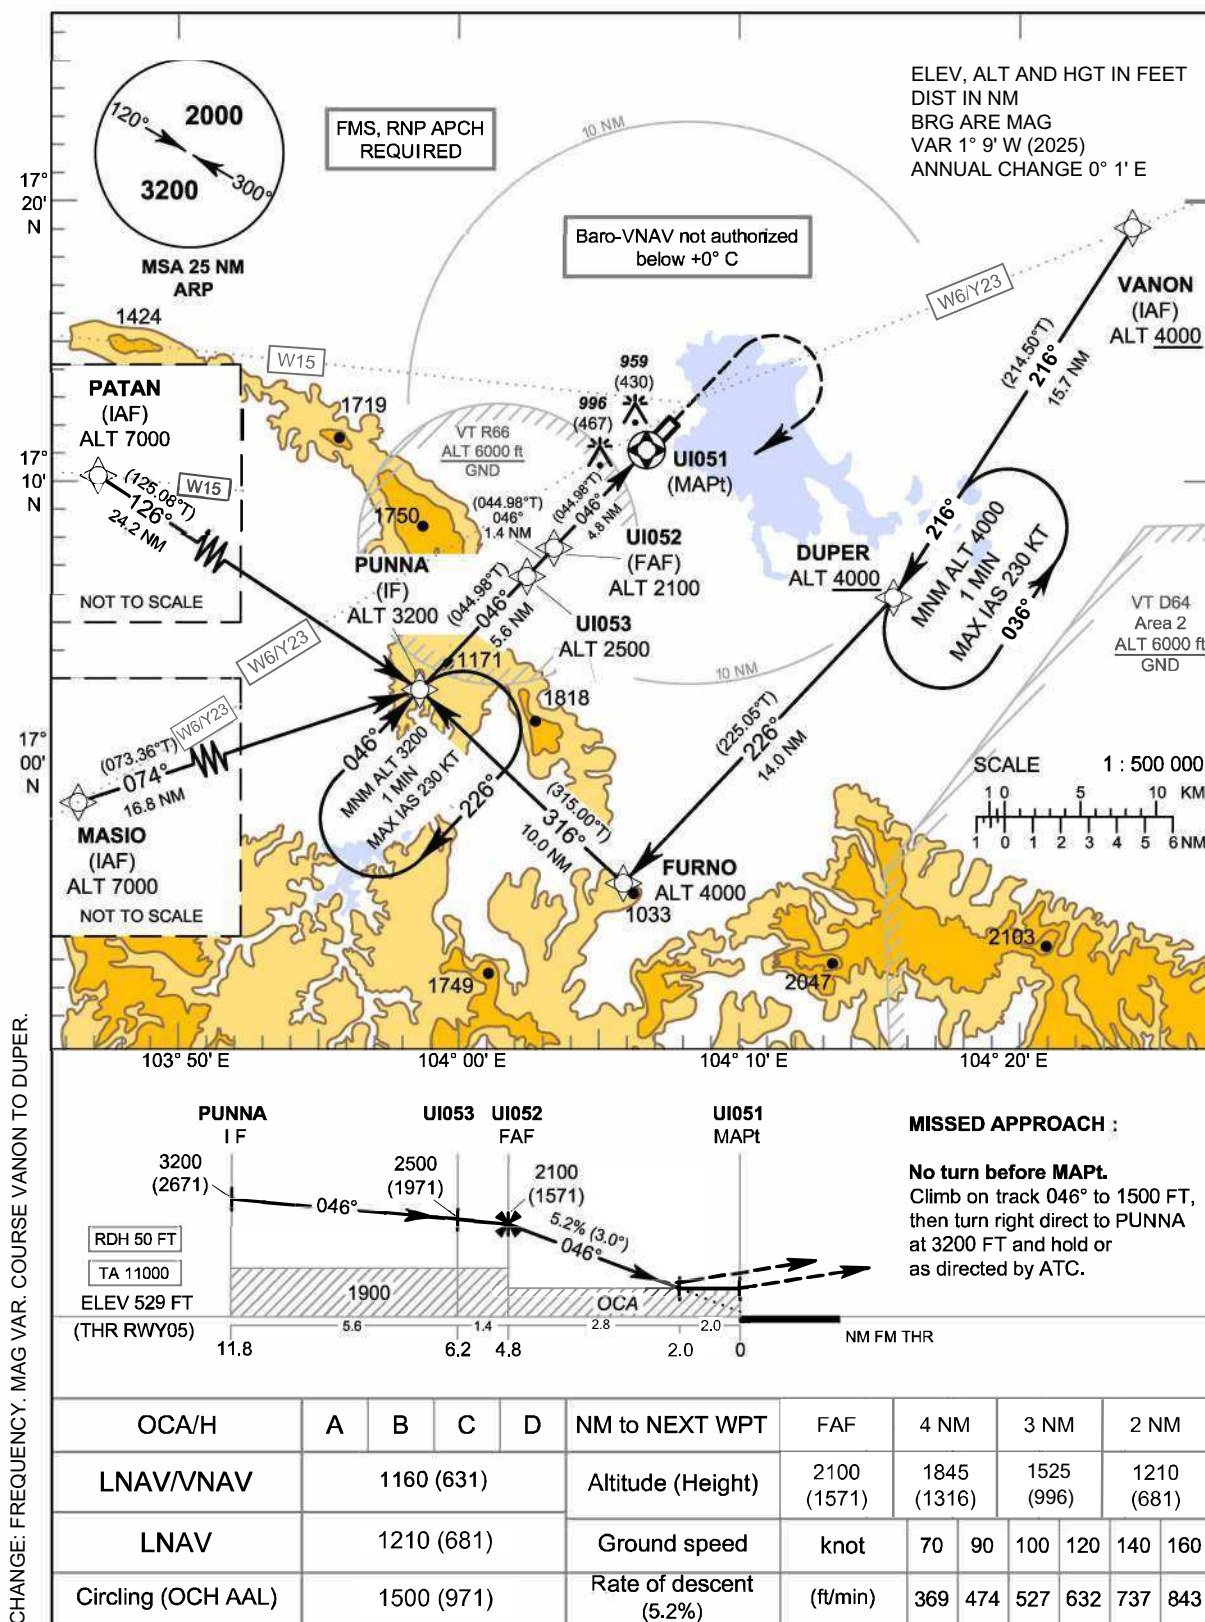 ELEV, ALT AND HGT IN FEET
DIST IN NM
BRG ARE MAG
VAR 1° 9' W (2025)
ANNUAL CHANGE 0° 1' E
120°
2000
3200
300°
MSA 25 NM
ARP
FMS, RNP APCH
REQUIRED
Baro-VNAV not authorized
below +0° C
10 NM
17°
20'
N
17°
10'
N
17°
00'
N
W6/Y23
VANON
(IAF)
ALT 4000
(214.50°T)
216°
15.7 NM
1424
W15
PATAN
(IAF)
ALT 7000
(125.08°T)
126°
24.2 NM
W15
NOT TO SCALE
1719
1750
VT R66
ALT 6000 ft
GND
959
(430)
996
(467)
UI051
(MAPt)
(044.98°T)
046°
4.8 NM
(044.98°T)
046°
1.4 NM
UI052
(FAF)
ALT 2100
UI053
ALT 2500
PUNNA
(IF)
ALT 3200
(044.98°T)
046°
5.6 NM
W6/Y23
1171
1818
DUPER
ALT 4000
216°
MNM ALT 4000
1 MIN
MAX IAS 230 KT
036°
VT D64
Area 2
ALT 6000 ft
GND
10 NM
(225.05°T)
226°
14.0 NM
SCALE
1 : 500 000
1 0 5 10 KM
1 0 1 2 3 4 5 6 NM
W6/Y23
(073.36°T)
074°
16.8 NM
MASIO
(IAF)
ALT 7000
NOT TO SCALE
046°
MNM ALT 3200
1 MIN
MAX IAS 230 KT
226°
(315.00°T)
316°
10.0 NM
FURNO
ALT 4000
1033
1749
2047
2103
103° 50' E
104° 00' E
104° 10' E
104° 20' E
CHANGE: FREQUENCY. MAG VAR. COURSE VANON TO DUPER.
PUNNA
IF
UI053
UI052
FAF
UI051
MAPt
3200
(2671)
2500
(1971)
2100
(1571)
046°
5.2% (3.0°)
046°
RDH 50 FT
TA 11000
ELEV 529 FT
(THR RWY05)
1900
OCA
5.6 1.4 2.8 2.0
11.8 6.2 4.8 2.0 0
NM FM THR
MISSED APPROACH :
No turn before MAPt.
Climb on track 046° to 1500 FT,
then turn right direct to PUNNA
at 3200 FT and hold or
as directed by ATC.
OCA/H A B C D
LNAV/VNAV 1160 (631)
LNAV 1210 (681)
Circling (OCH AAL) 1500 (971)
NM to NEXT WPT FAF 4 NM 3 NM 2 NM
Altitude (Height) 2100 1845 1525 1210
(1571) (1316) (996) (681)
Ground speed knot 70 90 100 120 140 160
Rate of descent
(5.2%)
(ft/min) 369 474 527 632 737 843